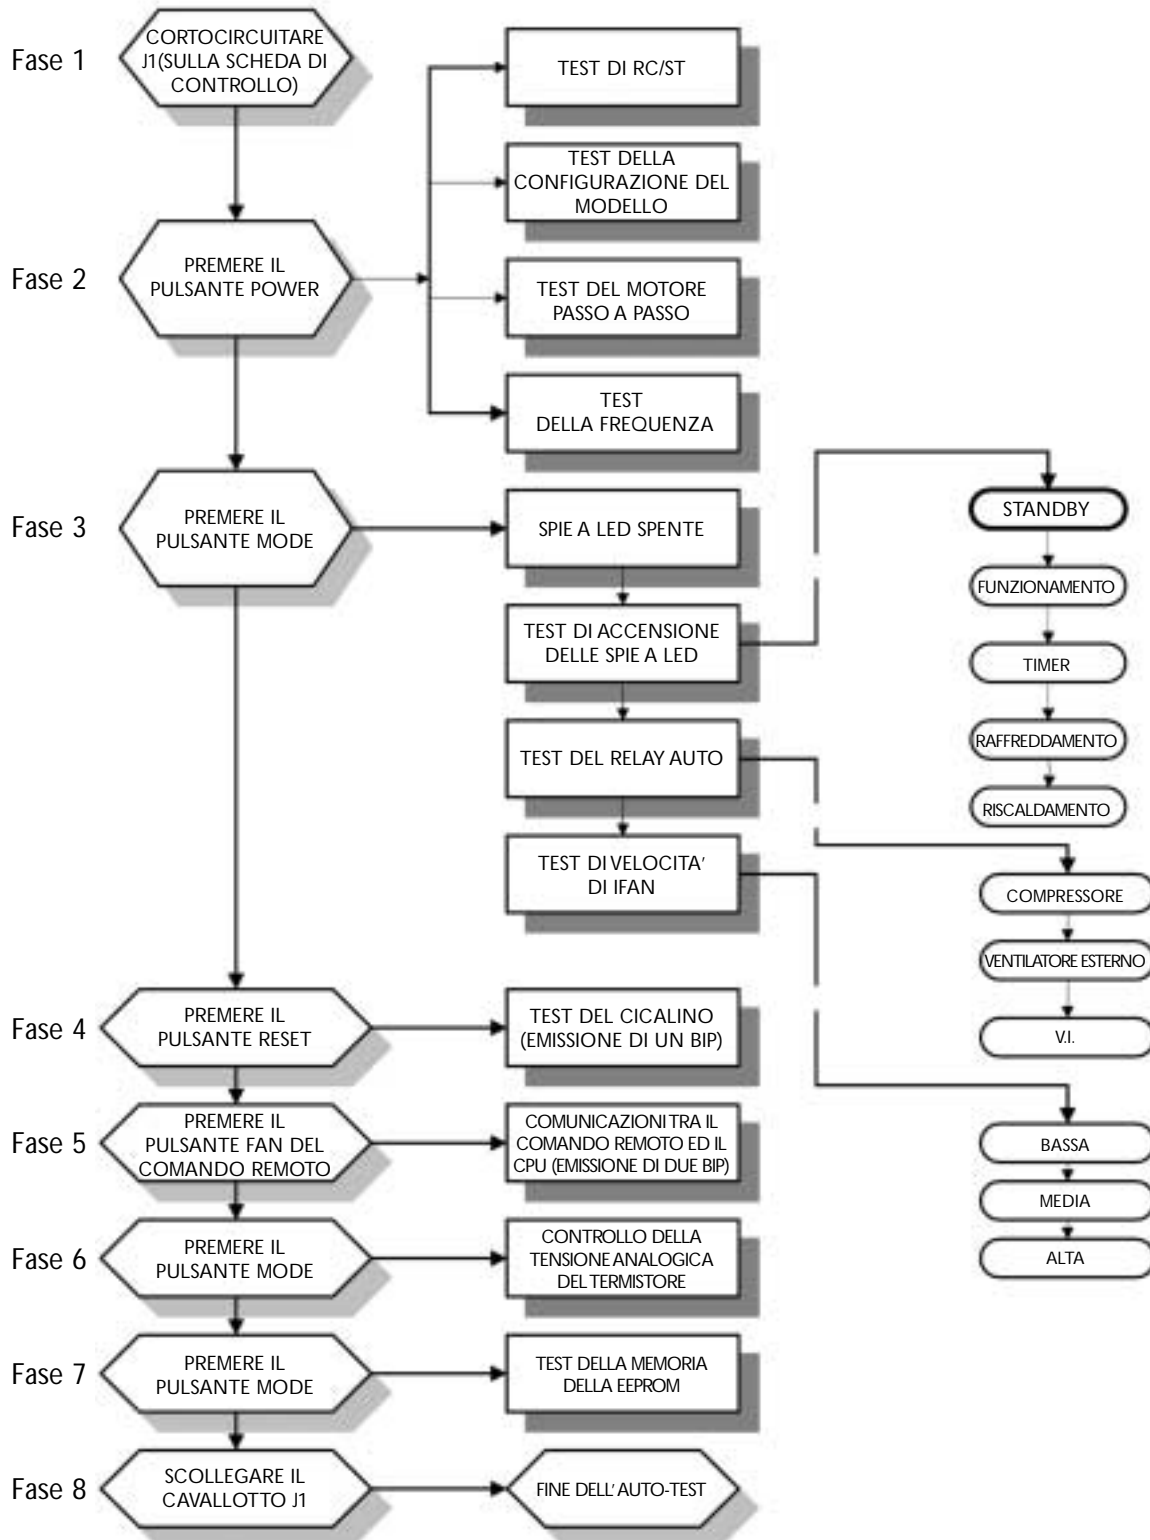 Fase 1
CORTOCIRCUITARE
J1(SULLA SCHEDA DI
CONTROLLO)
TEST DI RC/ST
TEST DELLA
CONFIGURAZIONE DEL
MODELLO
Fase 2
PREMERE IL
PULSANTE POWER
TEST DEL MOTORE
PASSO A PASSO
TEST
DELLA FREQUENZA
Fase 3
PREMERE IL
PULSANTE MODE
SPIE A LED SPENTE
TEST DI ACCENSIONE
DELLE SPIE A LED
TEST DEL RELAY AUTO
TEST DI VELOCITA'
DI IFAN
STANDBY
FUNZIONAMENTO
TIMER
RAFFREDDAMENTO
RISCALDAMENTO
COMPRESSORE
VENTILATORE ESTERNO
V.I.
BASSA
MEDIA
ALTA
Fase 4
PREMERE IL
PULSANTE RESET
TEST DEL CICALINO
(EMISSIONE DI UN BIP)
Fase 5
PREMERE IL
PULSANTE FAN DEL
COMANDO REMOTO
COMUNICAZIONI TRA IL
COMANDO REMOTO ED IL
CPU (EMISSIONE DI DUE BIP)
Fase 6
PREMERE IL
PULSANTE MODE
CONTROLLO DELLA
TENSIONE ANALOGICA
DEL TERMISTORE
Fase 7
PREMERE IL
PULSANTE MODE
TEST DELLA MEMORIA
DELLA EEPROM
Fase 8
SCOLLEGARE IL
CAVALLOTTO J1
FINE DELL'AUTO-TEST